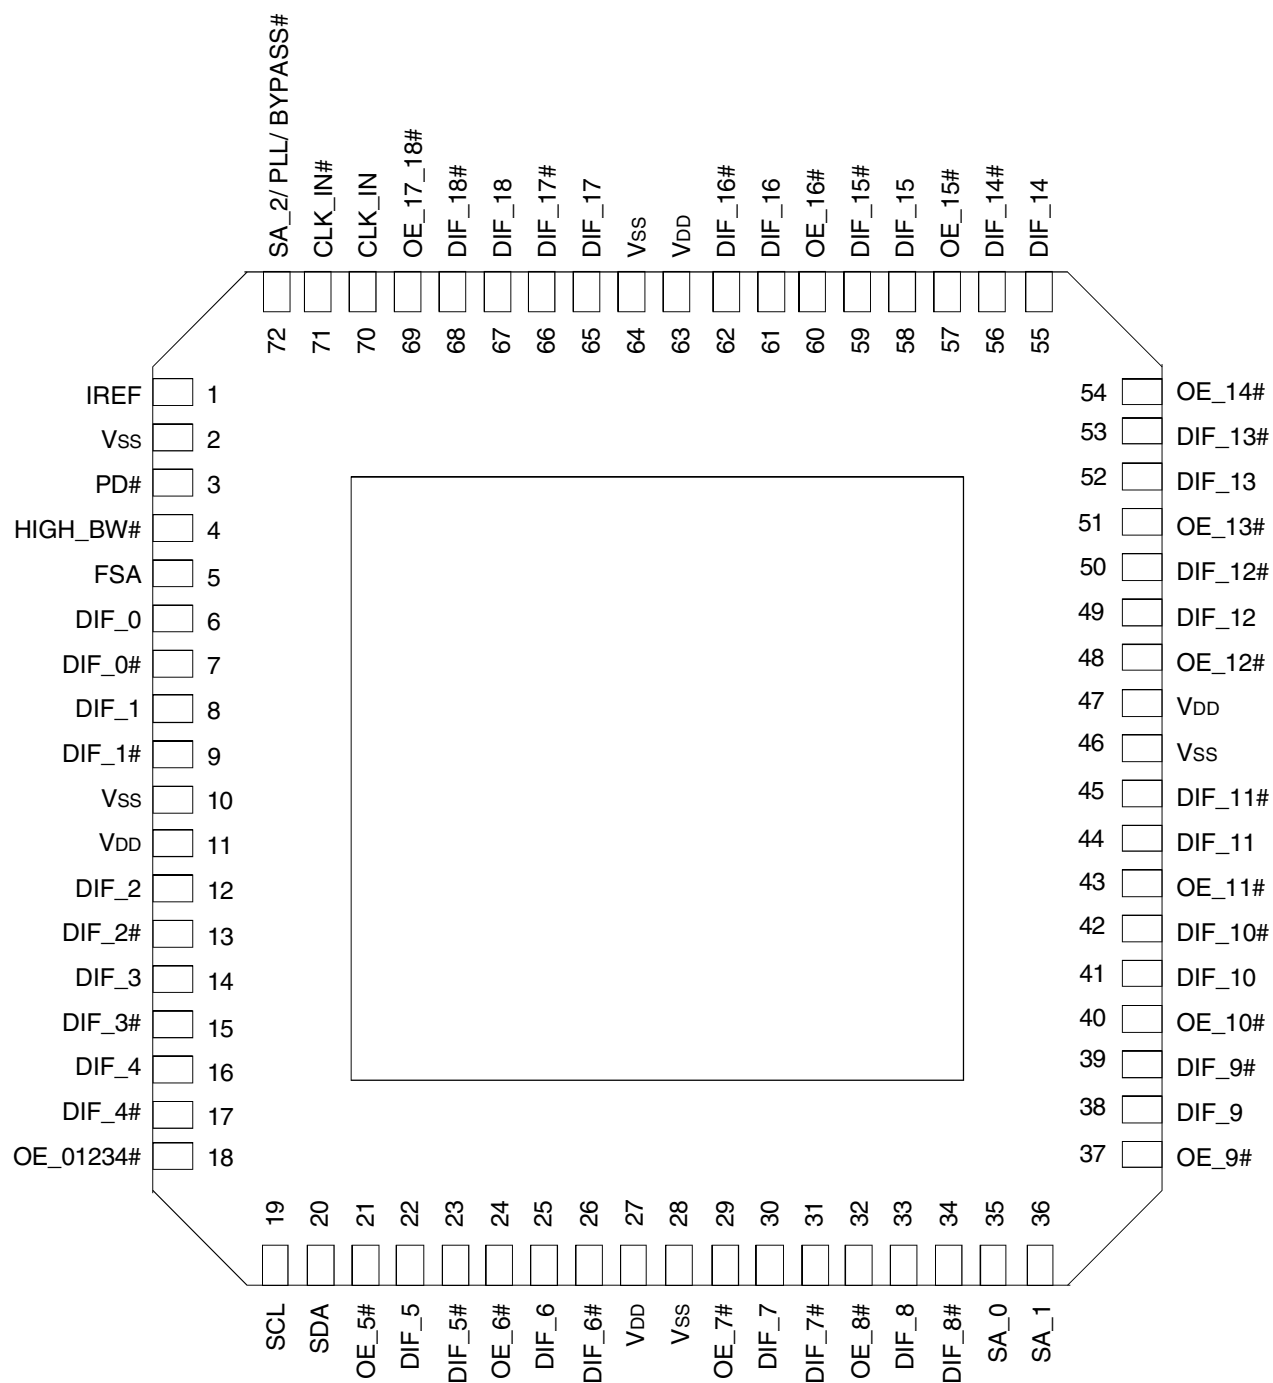 SA_2/ PLL/ BYPASS#
CLK_IN#
CLK_IN
OE_17_18#
DIF_18#
DIF_18
DIF_17#
DIF_17
VSS
VDD
DIF_16#
DIF_16
OE_16#
DIF_15#
DIF_15
OE_15#
DIF_14#
DIF_14
72
71
70
69
68
67
66
65
64
63
62
61
60
59
58
57
56
55
IREF 1
VSS 2
PD# 3
HIGH_BW# 4
FSA 5
DIF_0 6
DIF_0# 7
DIF_1 8
DIF_1# 9
VSS 10
VDD 11
DIF_2 12
DIF_2# 13
DIF_3 14
DIF_3# 15
DIF_4 16
DIF_4# 17
OE_01234# 18
54 OE_14#
53 DIF_13#
52 DIF_13
51 OE_13#
50 DIF_12#
49 DIF_12
48 OE_12#
47 VDD
46 VSS
45 DIF_11#
44 DIF_11
43 OE_11#
42 DIF_10#
41 DIF_10
40 OE_10#
39 DIF_9#
38 DIF_9
37 OE_9#
19
20
21
22
23
24
25
26
27
28
29
30
31
32
33
34
35
36
SCL
SDA
OE_5#
DIF_5
DIF_5#
OE_6#
DIF_6
DIF_6#
VDD
VSS
OE_7#
DIF_7
DIF_7#
OE_8#
DIF_8
DIF_8#
SA_0
SA_1